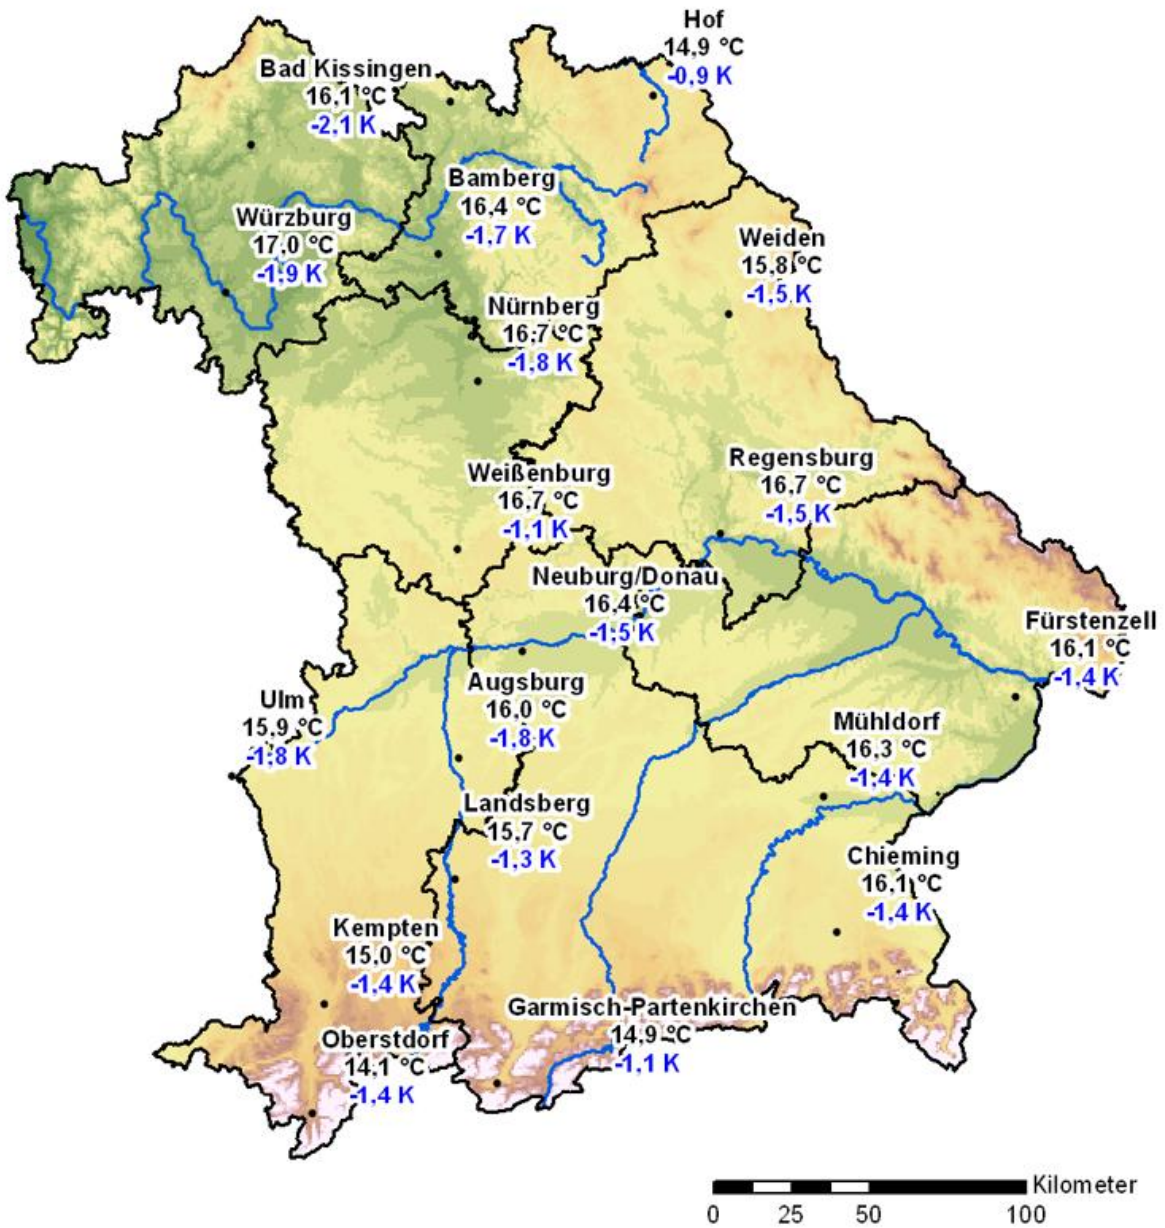 Hof
14,9 °C
-0,9 K
Bad Kissingen
16,1 °C
-2,1 K
Bamberg
16,4 °C
-1,7 K
Würzburg
17,0 °C
-1,9 K
Weiden
15,8 °C
-1,5 K
Nürnberg
16,7 °C
-1,8 K
Regensburg
16,7 °C
-1,5 K
Weißenburg
16,7 °C
-1,1 K
Neuburg/Donau
16,4 °C
-1,5 K
Fürstenzell
16,1 °C
-1,4 K
Augsburg
16,0 °C
-1,8 K
Ulm
15,9 °C
-1,8 K
Mühldorf
16,3 °C
-1,4 K
Landsberg
15,7 °C
-1,3 K
Chieming
16,1 °C
-1,4 K
Kempten
15,0 °C
-1,4 K
Garmisch-Partenkirchen
14,9 °C
-1,1 K
Oberstdorf
14,1 °C
-1,4 K
Kilometer
0 25 50 100